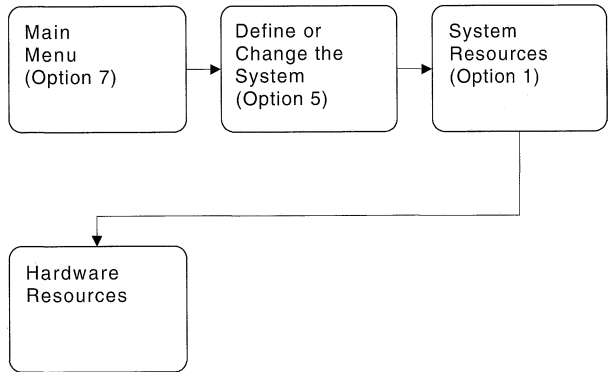 Main
Menu
(Option 7)
Define or
Change the
System
(Option 5)
System
Resources
(Option 1)
Hardware
Resources